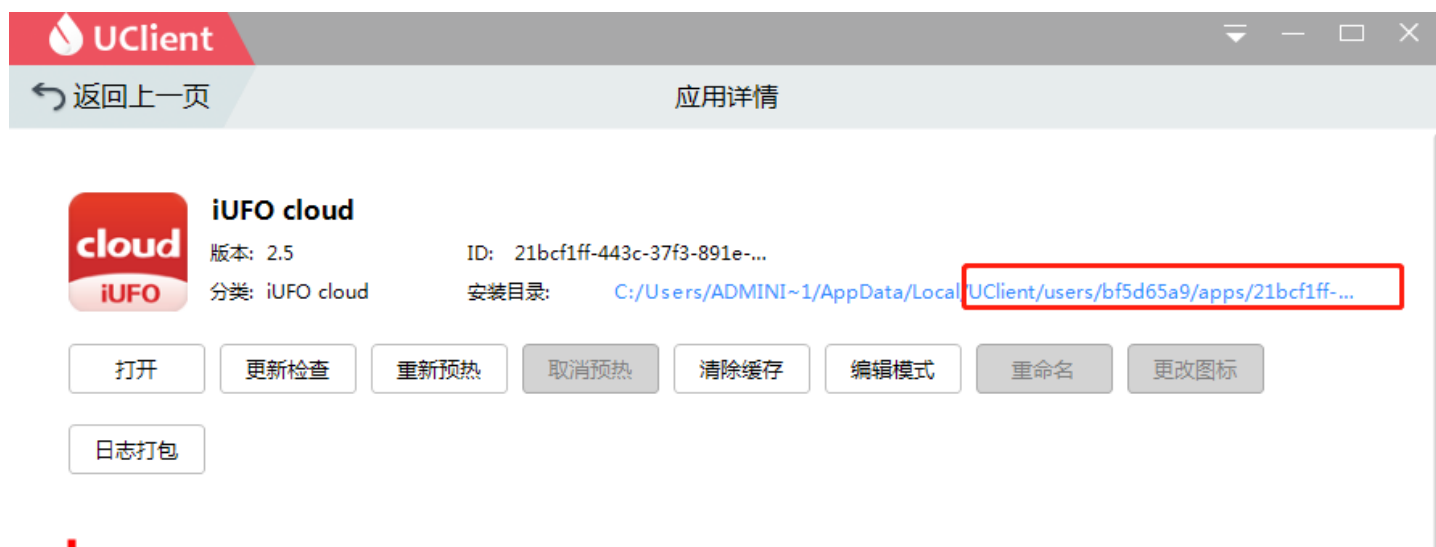 UClient
返回上一页 应用详情
cloud
iUFO
iUFO cloud
版本: 2.5 ID: 21bcf1ff-443c-37f3-891e-...
分类: iUFO cloud 安装目录: C:/Users/ADMINI~1/AppData/Local/UClient/users/bf5d65a9/apps/21bcf1ff-...
打开 更新检查 重新预热 取消预热 清除缓存 编辑模式 重命名 更改图标
日志打包